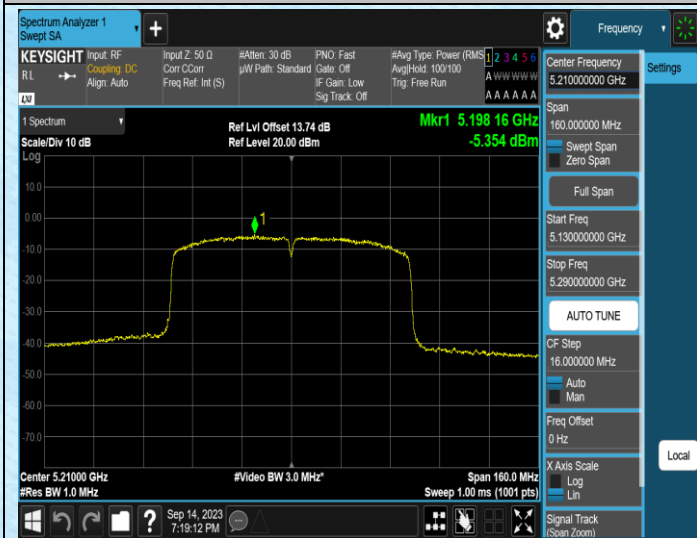 Spectrum Analyzer 1
Swept SA
+
Frequency
KEYSIGHT
RL
LXI
Input: RF
Coupling: DC
Align: Auto
Input Z: 50 Ω
Corr CCorr
Freq Ref: Int (S)
#Atten: 30 dB
µW Path: Standard
PNO: Fast
Gate: Off
IF Gain: Low
Sig Track: Off
#Avg Type: Power (RMS
Avg|Hold: 100/100
Trig: Free Run
1 2 3 4 5 6
A W W W W W
A A A A A A
1 Spectrum
Scale/Div 10 dB
Log
Ref Lvl Offset 13.74 dB
Ref Level 20.00 dBm
Mkr1 5.198 16 GHz
-5.354 dBm
10.0
0.00
-10.0
-20.0
-30.0
-40.0
-50.0
-60.0
-70.0
1
Center 5.21000 GHz
#Res BW 1.0 MHz
#Video BW 3.0 MHz*
Span 160.0 MHz
Sweep 1.00 ms (1001 pts)
?
Sep 14, 2023
7:19:12 PM
Center Frequency
5.210000000 GHz
Span
160.000000 MHz
Swept Span
Zero Span
Full Span
Start Freq
5.130000000 GHz
Stop Freq
5.290000000 GHz
AUTO TUNE
CF Step
16.000000 MHz
Auto
Man
Freq Offset
0 Hz
X Axis Scale
Log
Lin
Signal Track
(Span Zoom)
Settings
Local